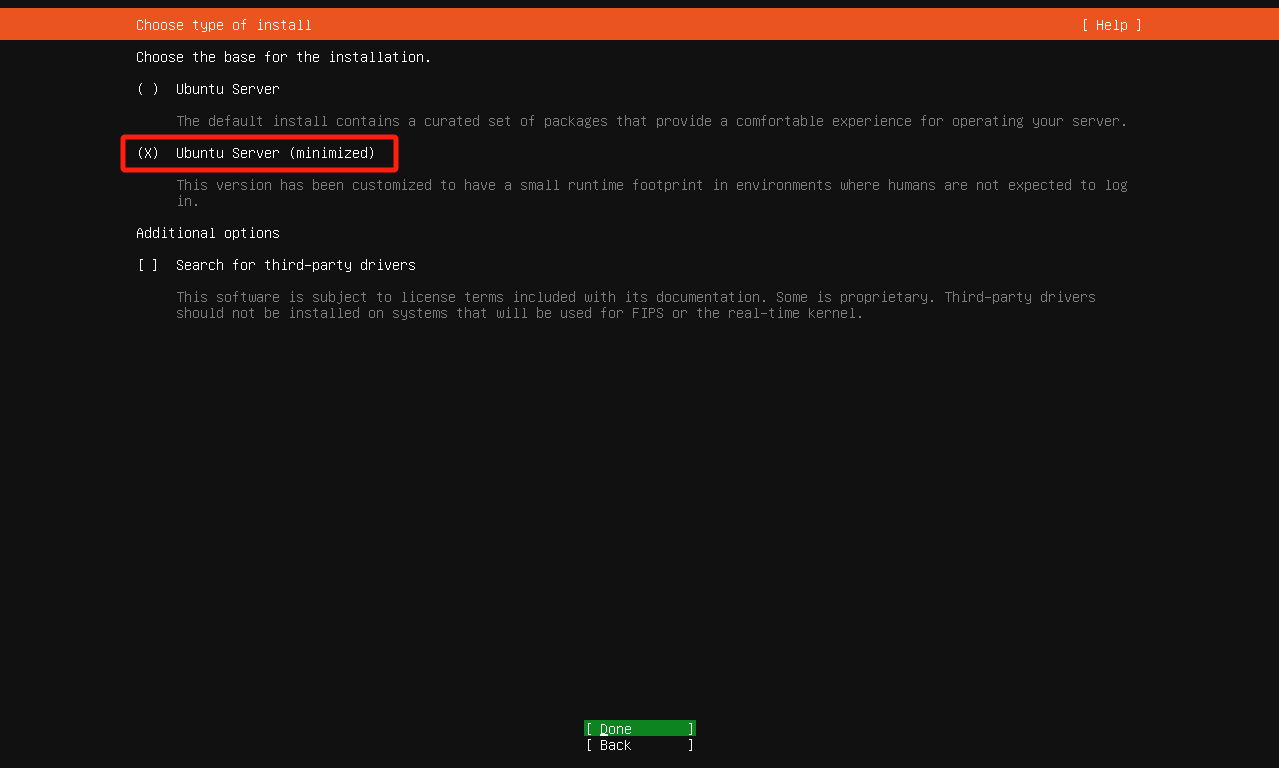 Choose type of install [ Help ]
Choose the base for the installation.
( ) Ubuntu Server
The default install contains a curated set of packages that provide a comfortable experience for operating your server.
(X) Ubuntu Server (minimized)
This version has been customized to have a small runtime footprint in environments where humans are not expected to log
in.
Additional options
[ ] Search for third-party drivers
This software is subject to license terms included with its documentation. Some is proprietary. Third-party drivers
should not be installed on systems that will be used for FIPS or the real-time kernel.
[ Done ]
[ Back ]